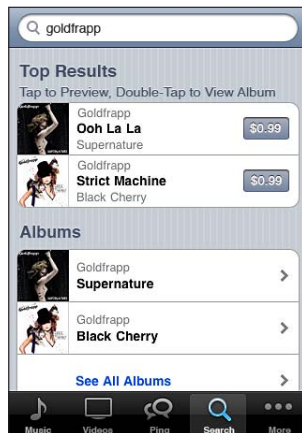 goldfrapp
Top Results
Tap to Preview, Double-Tap to View Album
Goldfrapp
Ooh La La
Supernature
$0.99
Goldfrapp
Strict Machine
Black Cherry
$0.99
Albums
Goldfrapp
Supernature
Goldfrapp
Black Cherry
See All Albums
Music
Videos
Ping
Search
More